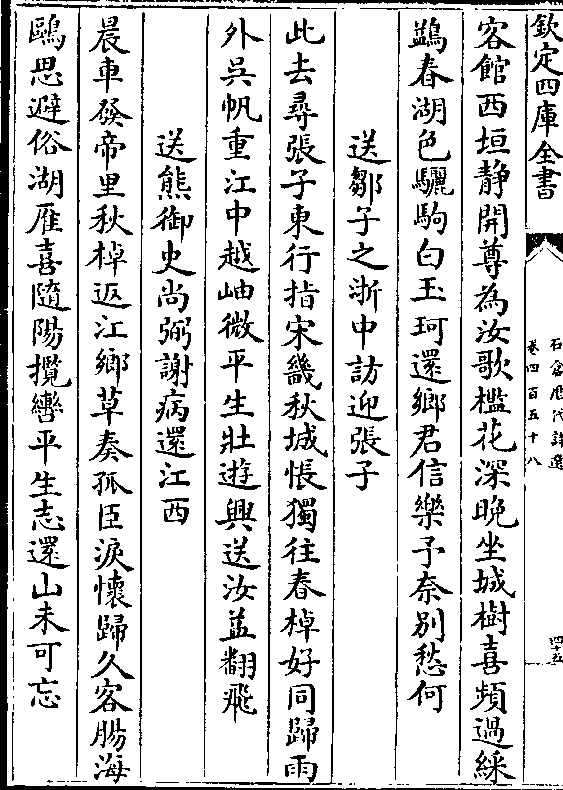 欽定四庫全書
石倉歷代詩選
卷四百五十八
四十五
客館西垣靜開尊為汝歌檻花深晚坐城樹喜頻過綵
鷁春湖色驪駒白玉珂還鄉君信樂予奈别愁何
送鄒子之浙中訪迎張子
此去尋張子東行指宋畿秋城悵獨往春棹好同歸雨
外吳帆重江中越岫微平生壯遊興送汝益翻飛
送熊御史尚弼謝病還江西
晨車發帝里秋棹返江鄉草奏孤臣淚懷歸久客腸海
鷗思避俗湖雁喜隨陽攬轡平生志還山未可忘